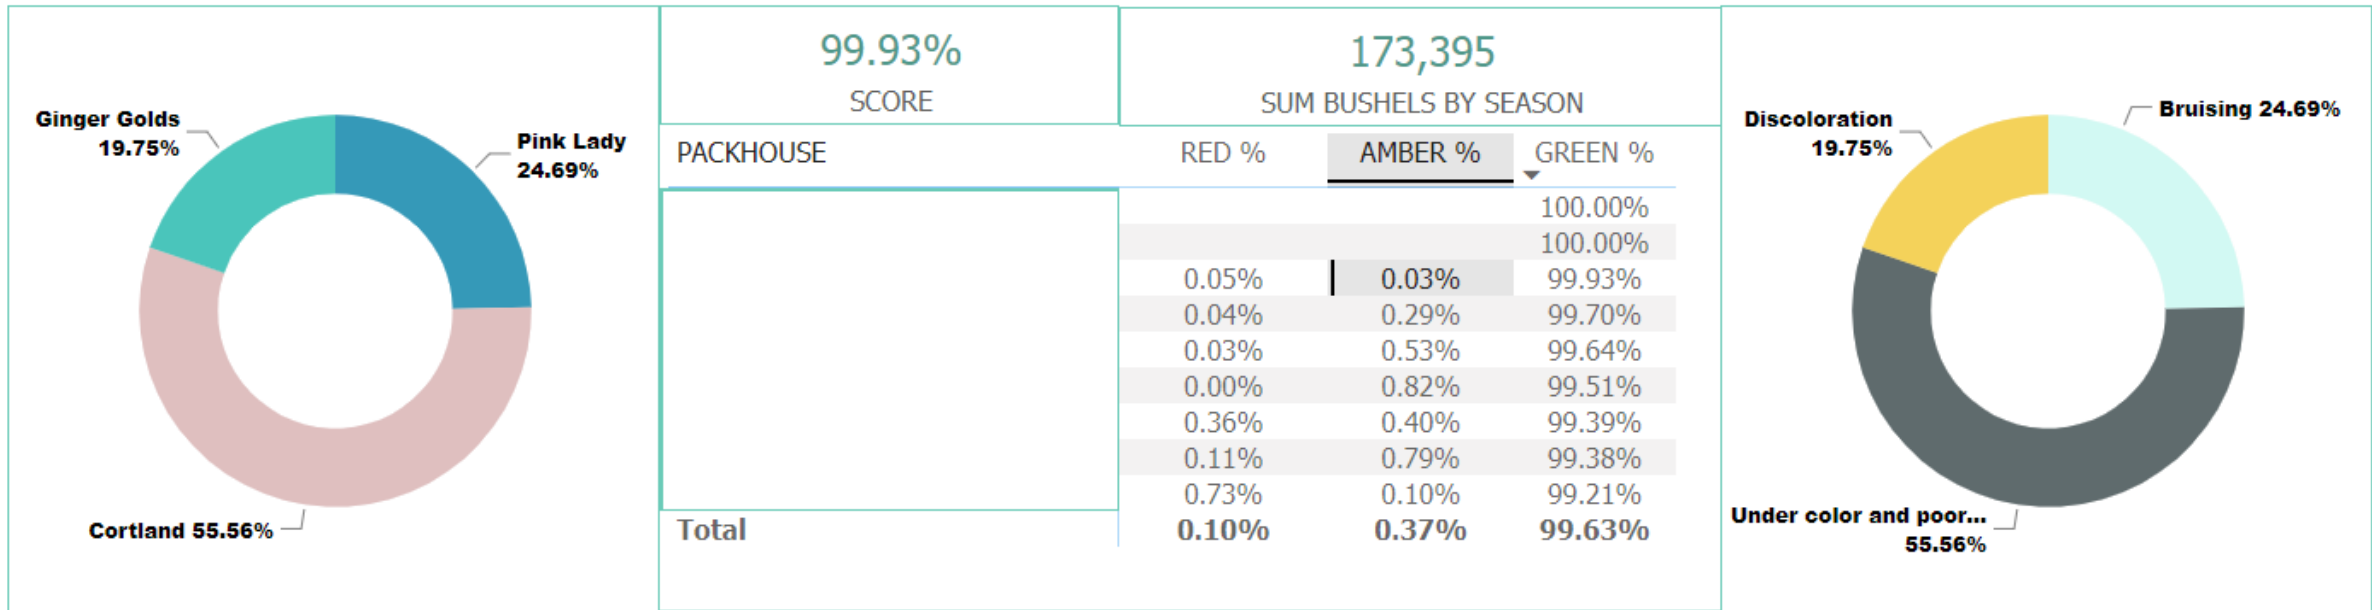 Ginger Golds
19.75%
Pink Lady
24.69%
Cortland 55.56%
99.93%
SCORE
173,395
SUM BUSHELS BY SEASON
PACKHOUSE RED % AMBER % GREEN %
100.00%
100.00%
0.05% 0.03% 99.93%
0.04% 0.29% 99.70%
0.03% 0.53% 99.64%
0.00% 0.82% 99.51%
0.36% 0.40% 99.39%
0.11% 0.79% 99.38%
0.73% 0.10% 99.21%
Total 0.10% 0.37% 99.63%
Discoloration
19.75%
Bruising 24.69%
Under color and poor...
55.56%